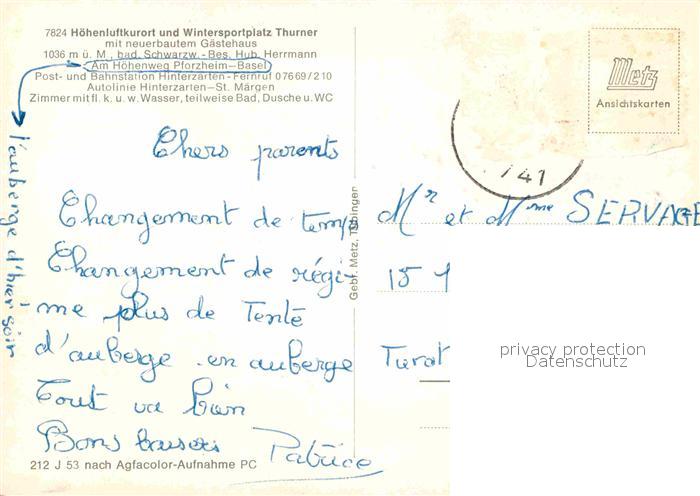 7824 Höhenluftkurort und Wintersportplatz Thurner
mit neuerbautem Gästehaus
1036 m ü. M., bad. Schwarzw. - Bes. Hub. Herrmann
Am Höhenweg Pforzheim—Basel
Post- und Bahnstation Hinterzarten - Fernruf 07669/210
Autolinie Hinterzarten—St. Märgen
Zimmer mit fl. k. u. w. Wasser, teilweise Bad, Dusche u. WC
l'auberge d'hier soir
Chers parents
Changement de temps
Changement de régi-
me plus de Tente
d'auberge en auberge
Tout va bien
Bons baisers Patrice
212 J 53 nach Agfacolor-Aufnahme PC
Gebr. Metz, Tübingen
Metz
Ansichtskarten
741
Mr et Mme SERVAGE
15 1
Turat
privacy protection
Datenschutz